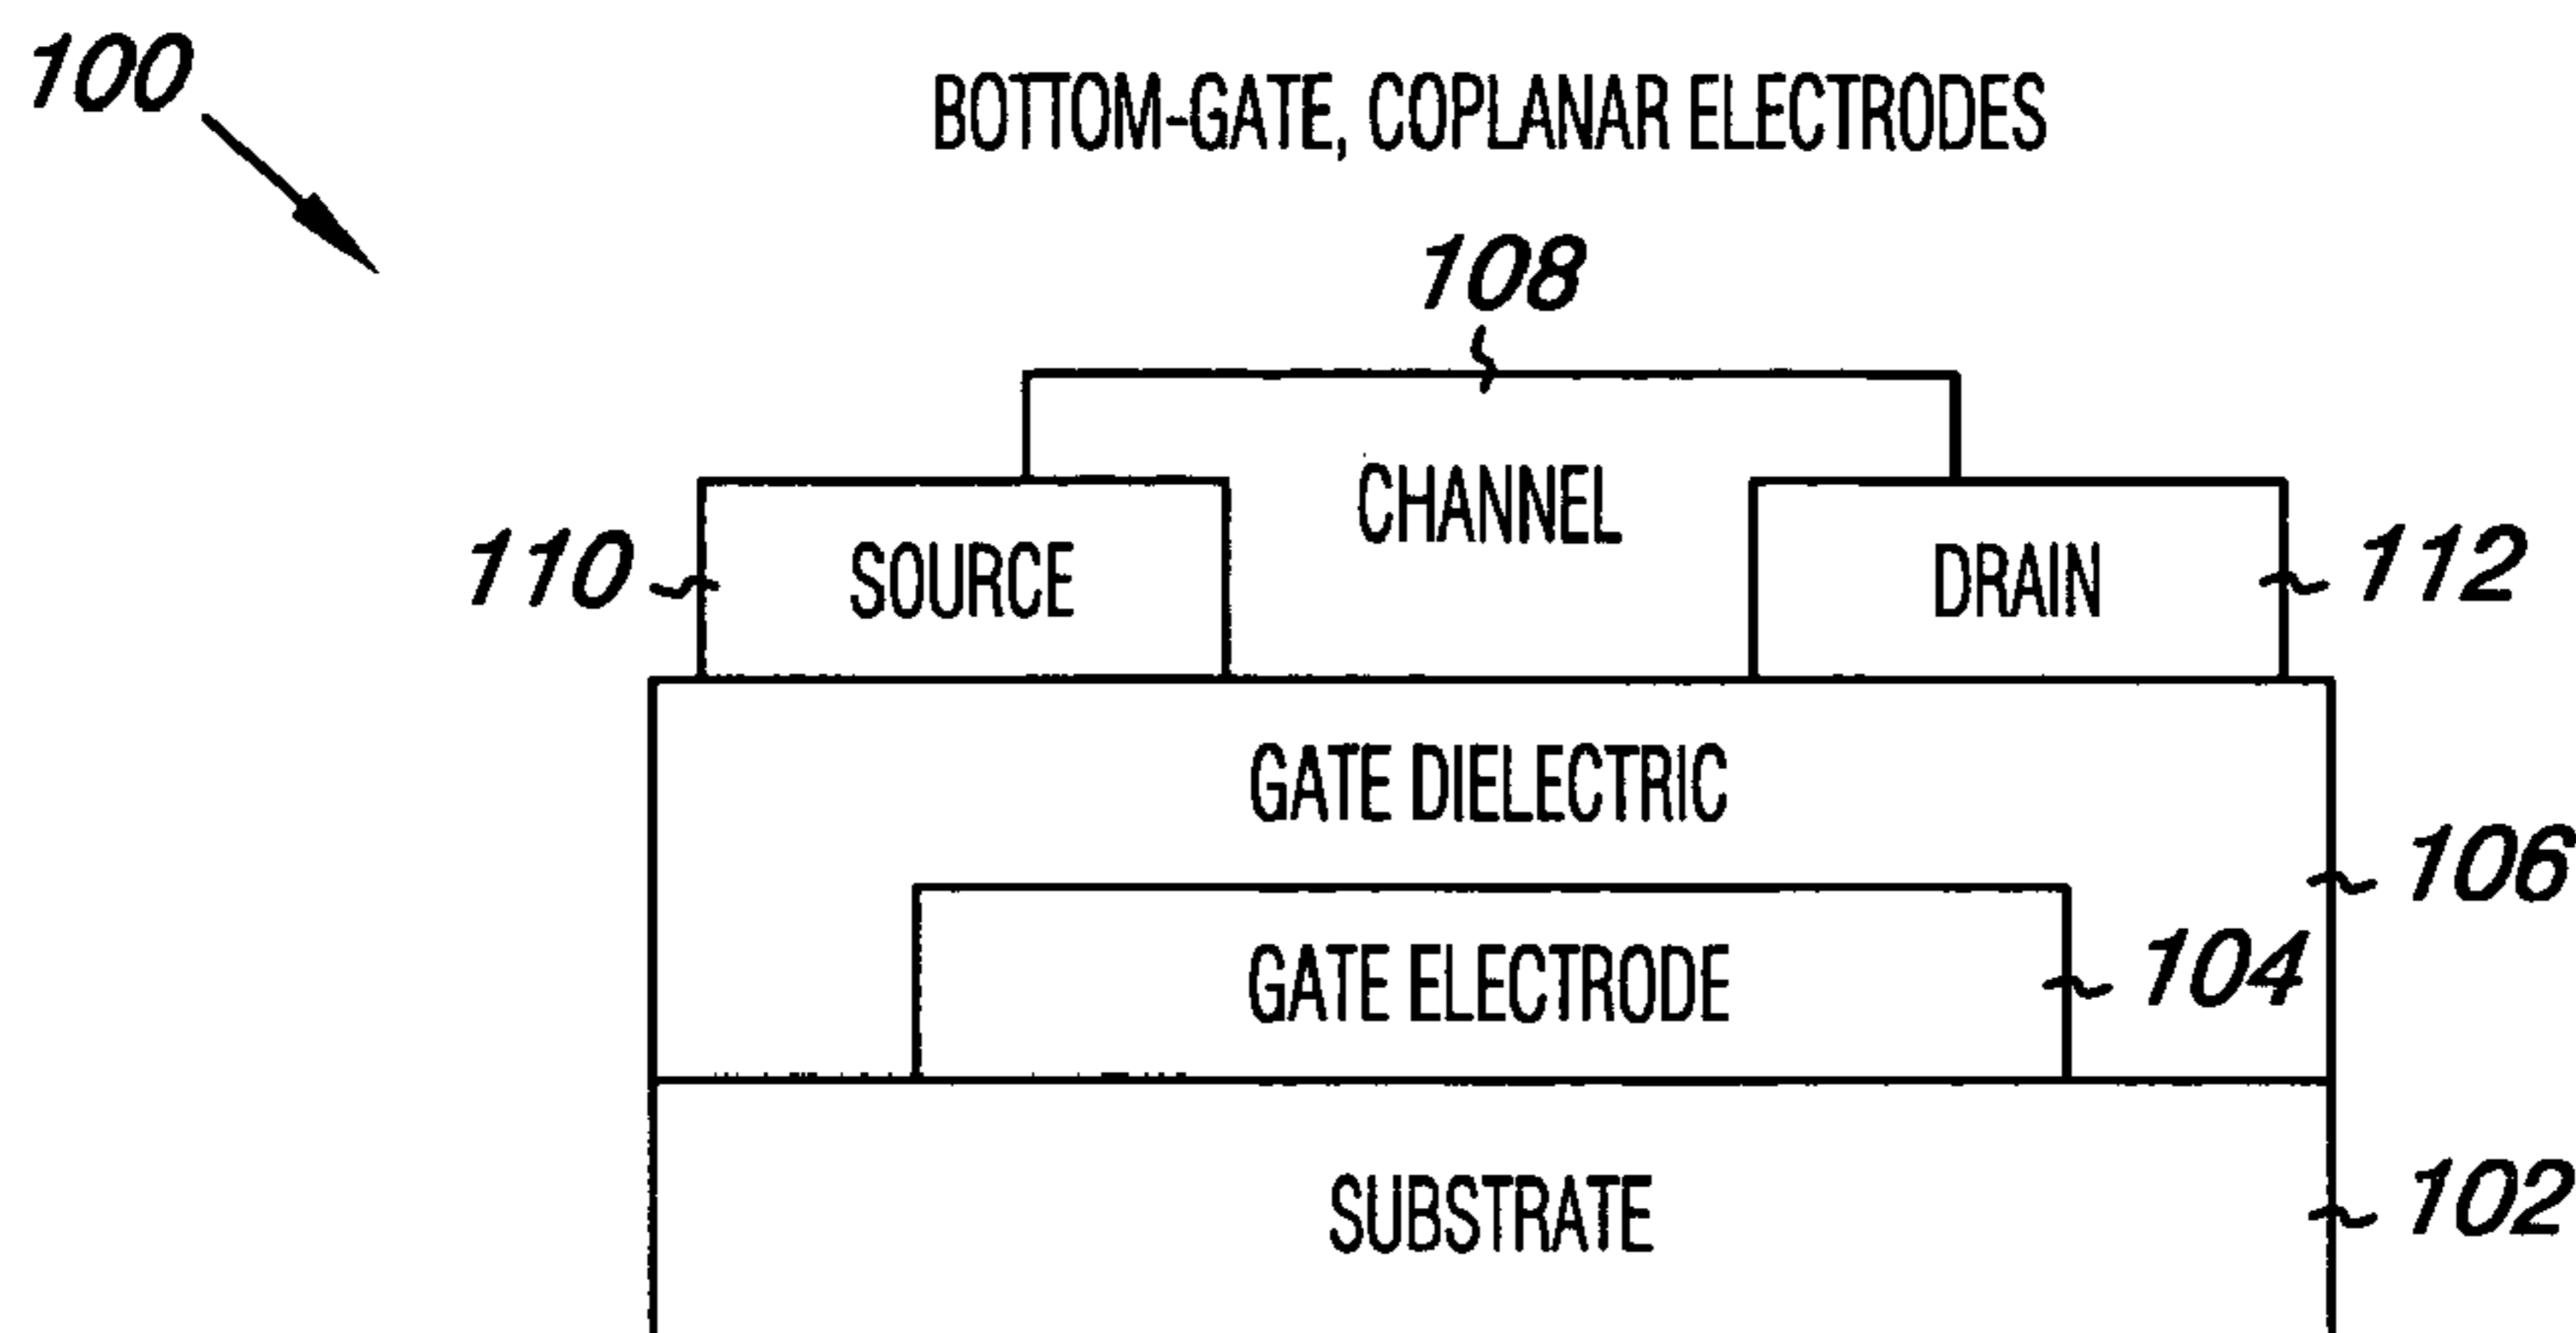 100
BOTTOM-GATE, COPLANAR ELECTRODES
108
CHANNEL
110
SOURCE
DRAIN
112
GATE DIELECTRIC
106
GATE ELECTRODE
104
SUBSTRATE
102